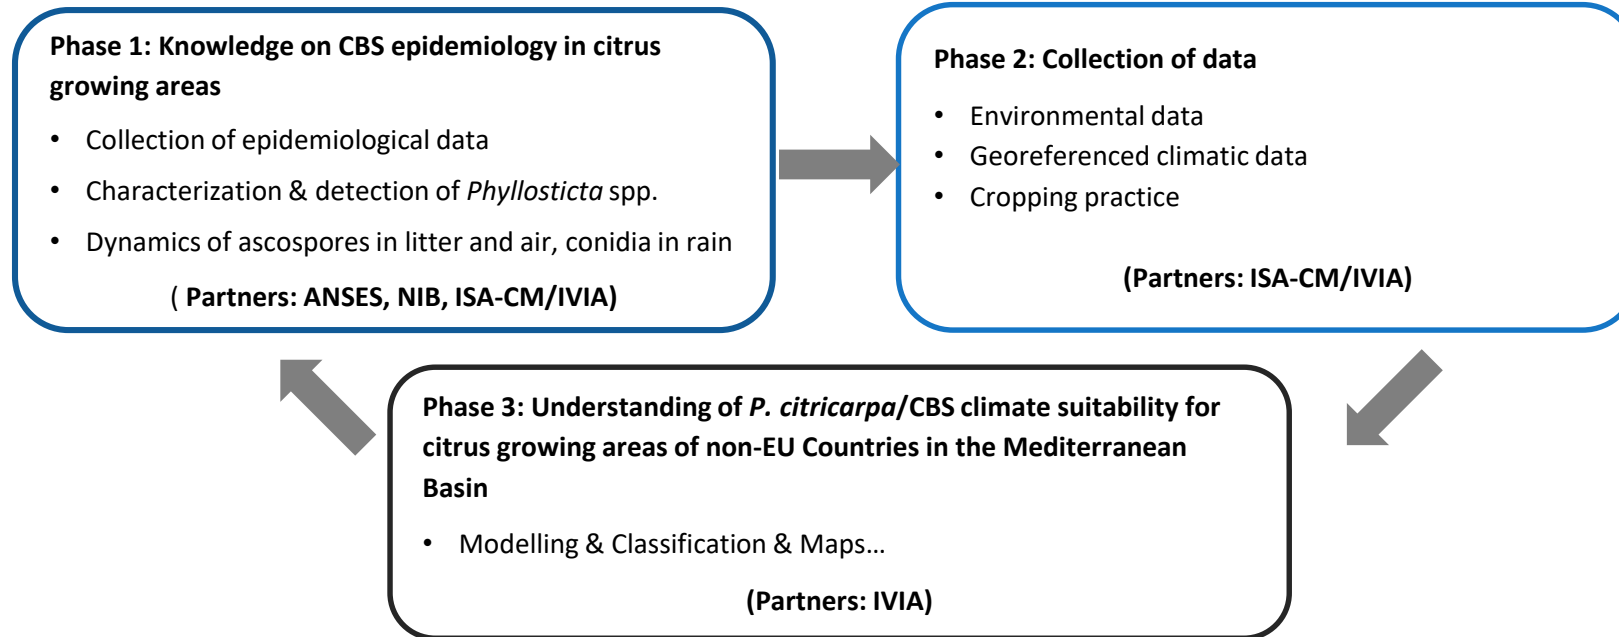 Phase 1: Knowledge on CBS epidemiology in citrus
growing areas
• Collection of epidemiological data
• Characterization & detection of Phyllosticta spp.
• Dynamics of ascospores in litter and air, conidia in rain
( Partners: ANSES, NIB, ISA-CM/IVIA)
Phase 2: Collection of data
• Environmental data
• Georeferenced climatic data
• Cropping practice
(Partners: ISA-CM/IVIA)
Phase 3: Understanding of P. citricarpa/CBS climate suitability for
citrus growing areas of non-EU Countries in the Mediterranean
Basin
• Modelling & Classification & Maps...
(Partners: IVIA)